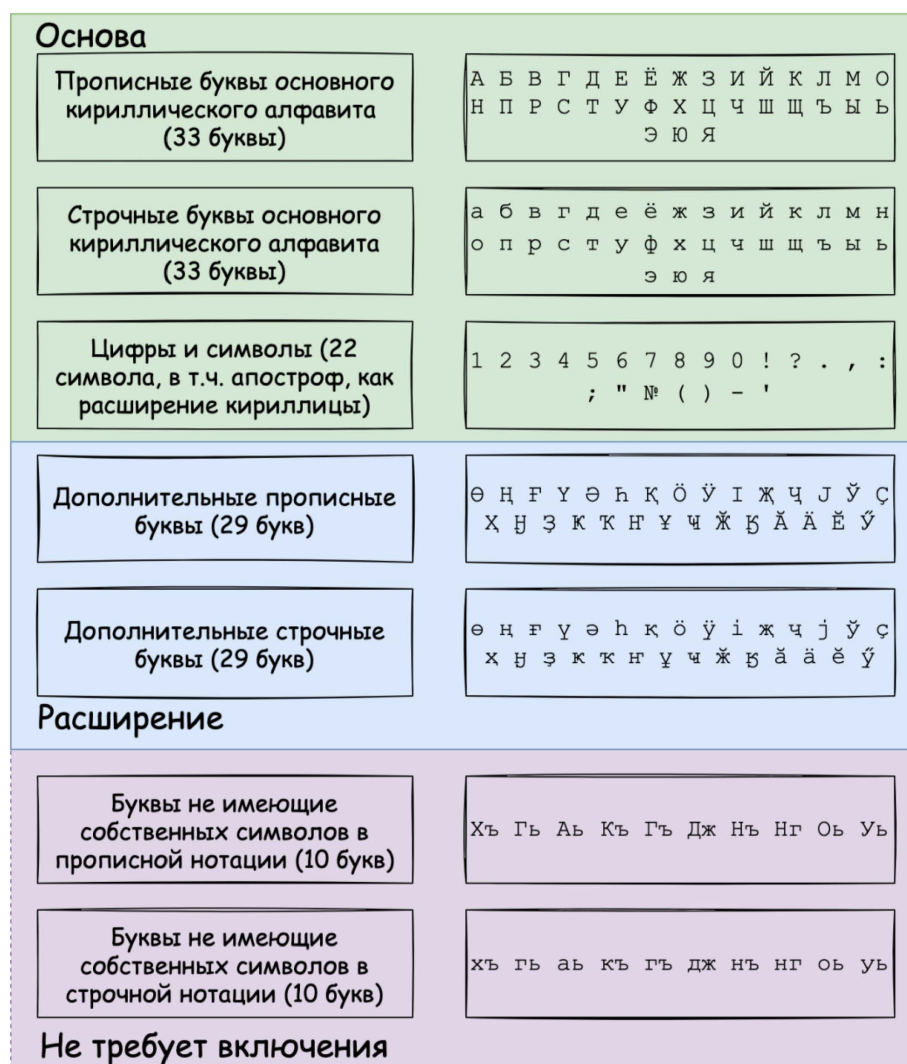 Основа
Прописные буквы основного
кириллического алфавита
(33 буквы)
А Б В Г Д Е Ё Ж З И Й К Л М О
Н П Р С Т У Ф Х Ц Ч Ш Щ Ъ Ы Ь
Э Ю Я
Строчные буквы основного
кириллического алфавита
(33 буквы)
а б в г д е ё ж з и й к л м н
о п р с т у ф х ц ч ш щ ъ ы ь
э ю я
Цифры и символы (22
символа, в т.ч. апостроф, как
расширение кириллицы)
1 2 3 4 5 6 7 8 9 0 ! ? . , :
; " № ( ) – '
Дополнительные прописные
буквы (29 букв)
Ө Ң Ғ Ү Ә Һ Қ Ӧ Ӱ І Җ Ҷ Ј Ў Ҫ
Ҳ Ӈ Ҙ Ҝ Ҡ Ҥ Ұ Ҹ Ӂ Ҕ Ӑ Ӓ Ӗ Ӳ
Дополнительные строчные
буквы (29 букв)
ө ң ғ ү ә һ қ ӧ ӱ і җ ҷ ј ў ҫ
ҳ ӈ ҙ ҝ ҡ ҥ ұ ҹ ӂ ҕ ӑ ӓ ӗ ӳ
Расширение
Буквы не имеющие
собственных символов в
прописной нотации (10 букв)
Хъ Гь Аь Къ Гъ Дж Нъ Нг Оь Уь
Буквы не имеющие
собственных символов в
строчной нотации (10 букв)
хъ гь аь къ гъ дж нъ нг оь уь
Не требует включения